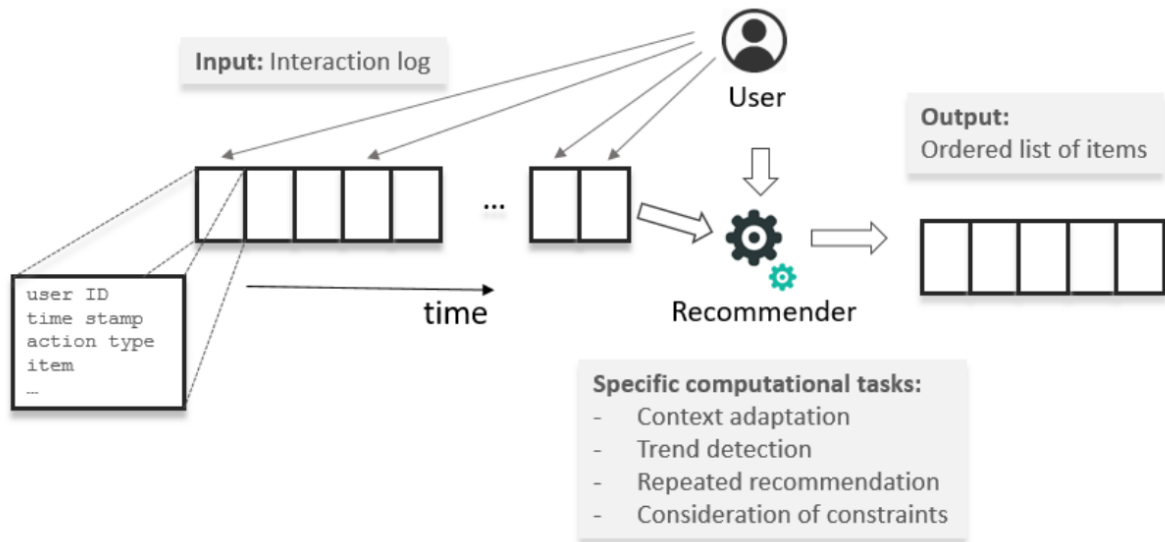 Input: Interaction log
User
Output:
Ordered list of items
...
user ID
time stamp
action type
item
…
time
Recommender
Specific computational tasks:
- Context adaptation
- Trend detection
- Repeated recommendation
- Consideration of constraints